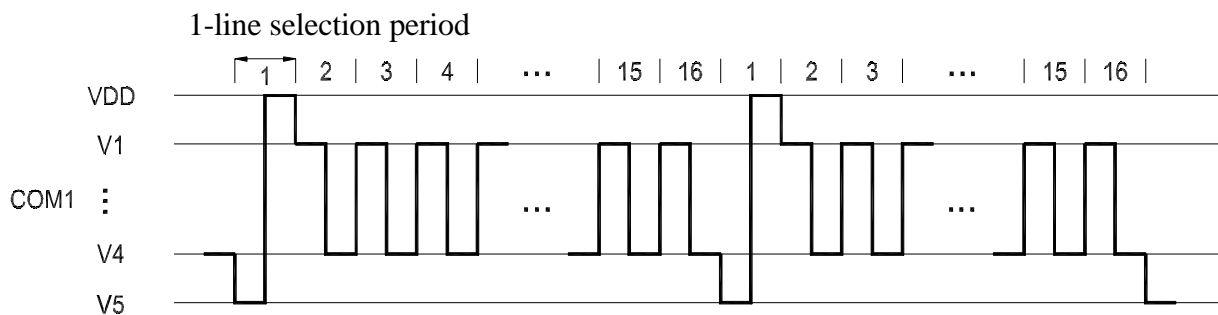 1-line selection period
1 | 2 | 3 | 4 | ... | 15 | 16 | 1 | 2 | 3 | ... | 15 | 16 |
VDD
V1
COM1 ⋮ ...  ...
V4
V5